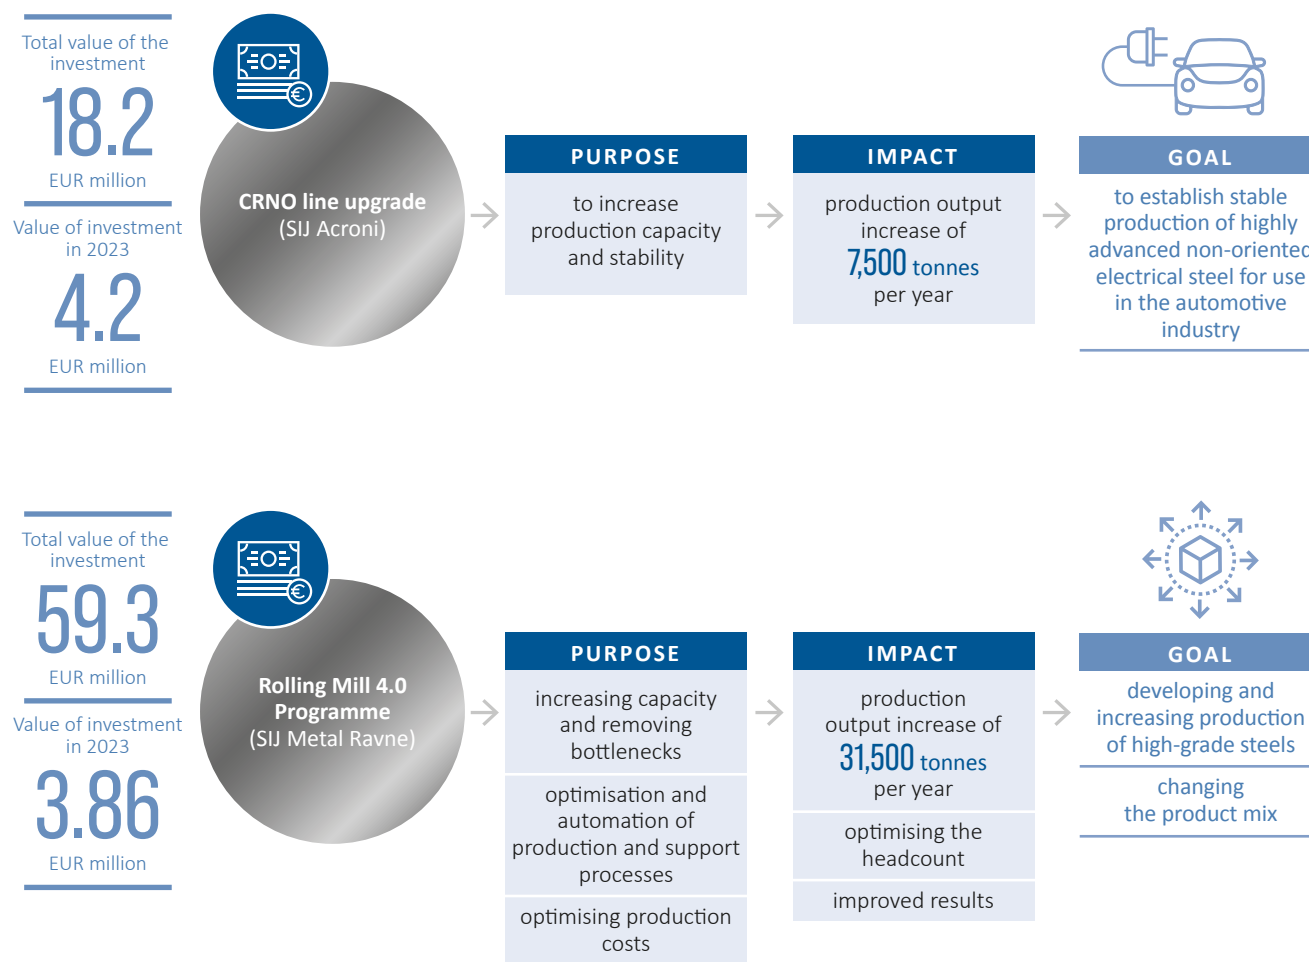 Total value of the
investment
18.2
EUR million
Value of investment
in 2023
4.2
EUR million
CRNO line upgrade
(SIJ Acroni)
PURPOSE
to increase
production capacity
and stability
IMPACT
production output
increase of
7,500 tonnes
per year
GOAL
to establish stable
production of highly
advanced non-oriented
electrical steel for use
in the automotive
industry
Total value of the
investment
59.3
EUR million
Value of investment
in 2023
3.86
EUR million
Rolling Mill 4.0
Programme
(SIJ Metal Ravne)
PURPOSE
increasing capacity
and removing
bottlenecks
optimisation and
automation of
production and support
processes
optimising production
costs
IMPACT
production
output increase of
31,500 tonnes
per year
optimising the
headcount
improved results
GOAL
developing and
increasing production
of high-grade steels
changing
the product mix